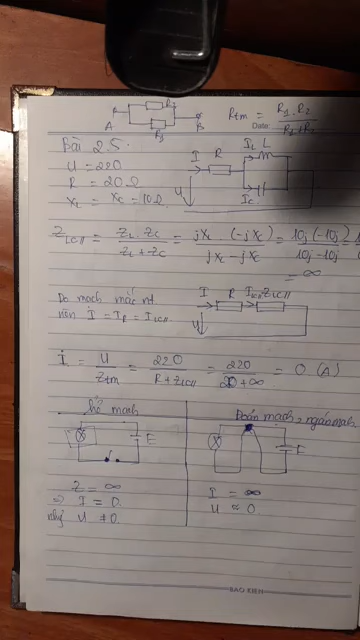 R2
A
B
R1
Rtm = R1 . R2 / R1 + R2
Date
Bài 2.5.
U = 220
R = 20 Ω
XL = XC = 10 Ω
I R IL L
U IC
ZLC// = ZL . ZC / ZL + ZC = jXL . (-jXC) / jXL - jXC = 10j (-10j) / 10j - 10j
= ∞
Do mạch mắc nt
nên İ = IR = ILC//
I R ILC// ZLC//
U
İ = U / Ztm = 220 / R + ZLC// = 220 / 20 + ∞ = 0 (A)
hở mạch
Đoản mạch = ngắn mạch
E
E
Z = ∞
⇒ I = 0.
U ≠ 0.
I = ∞
U ≈ 0
BAO KIEN